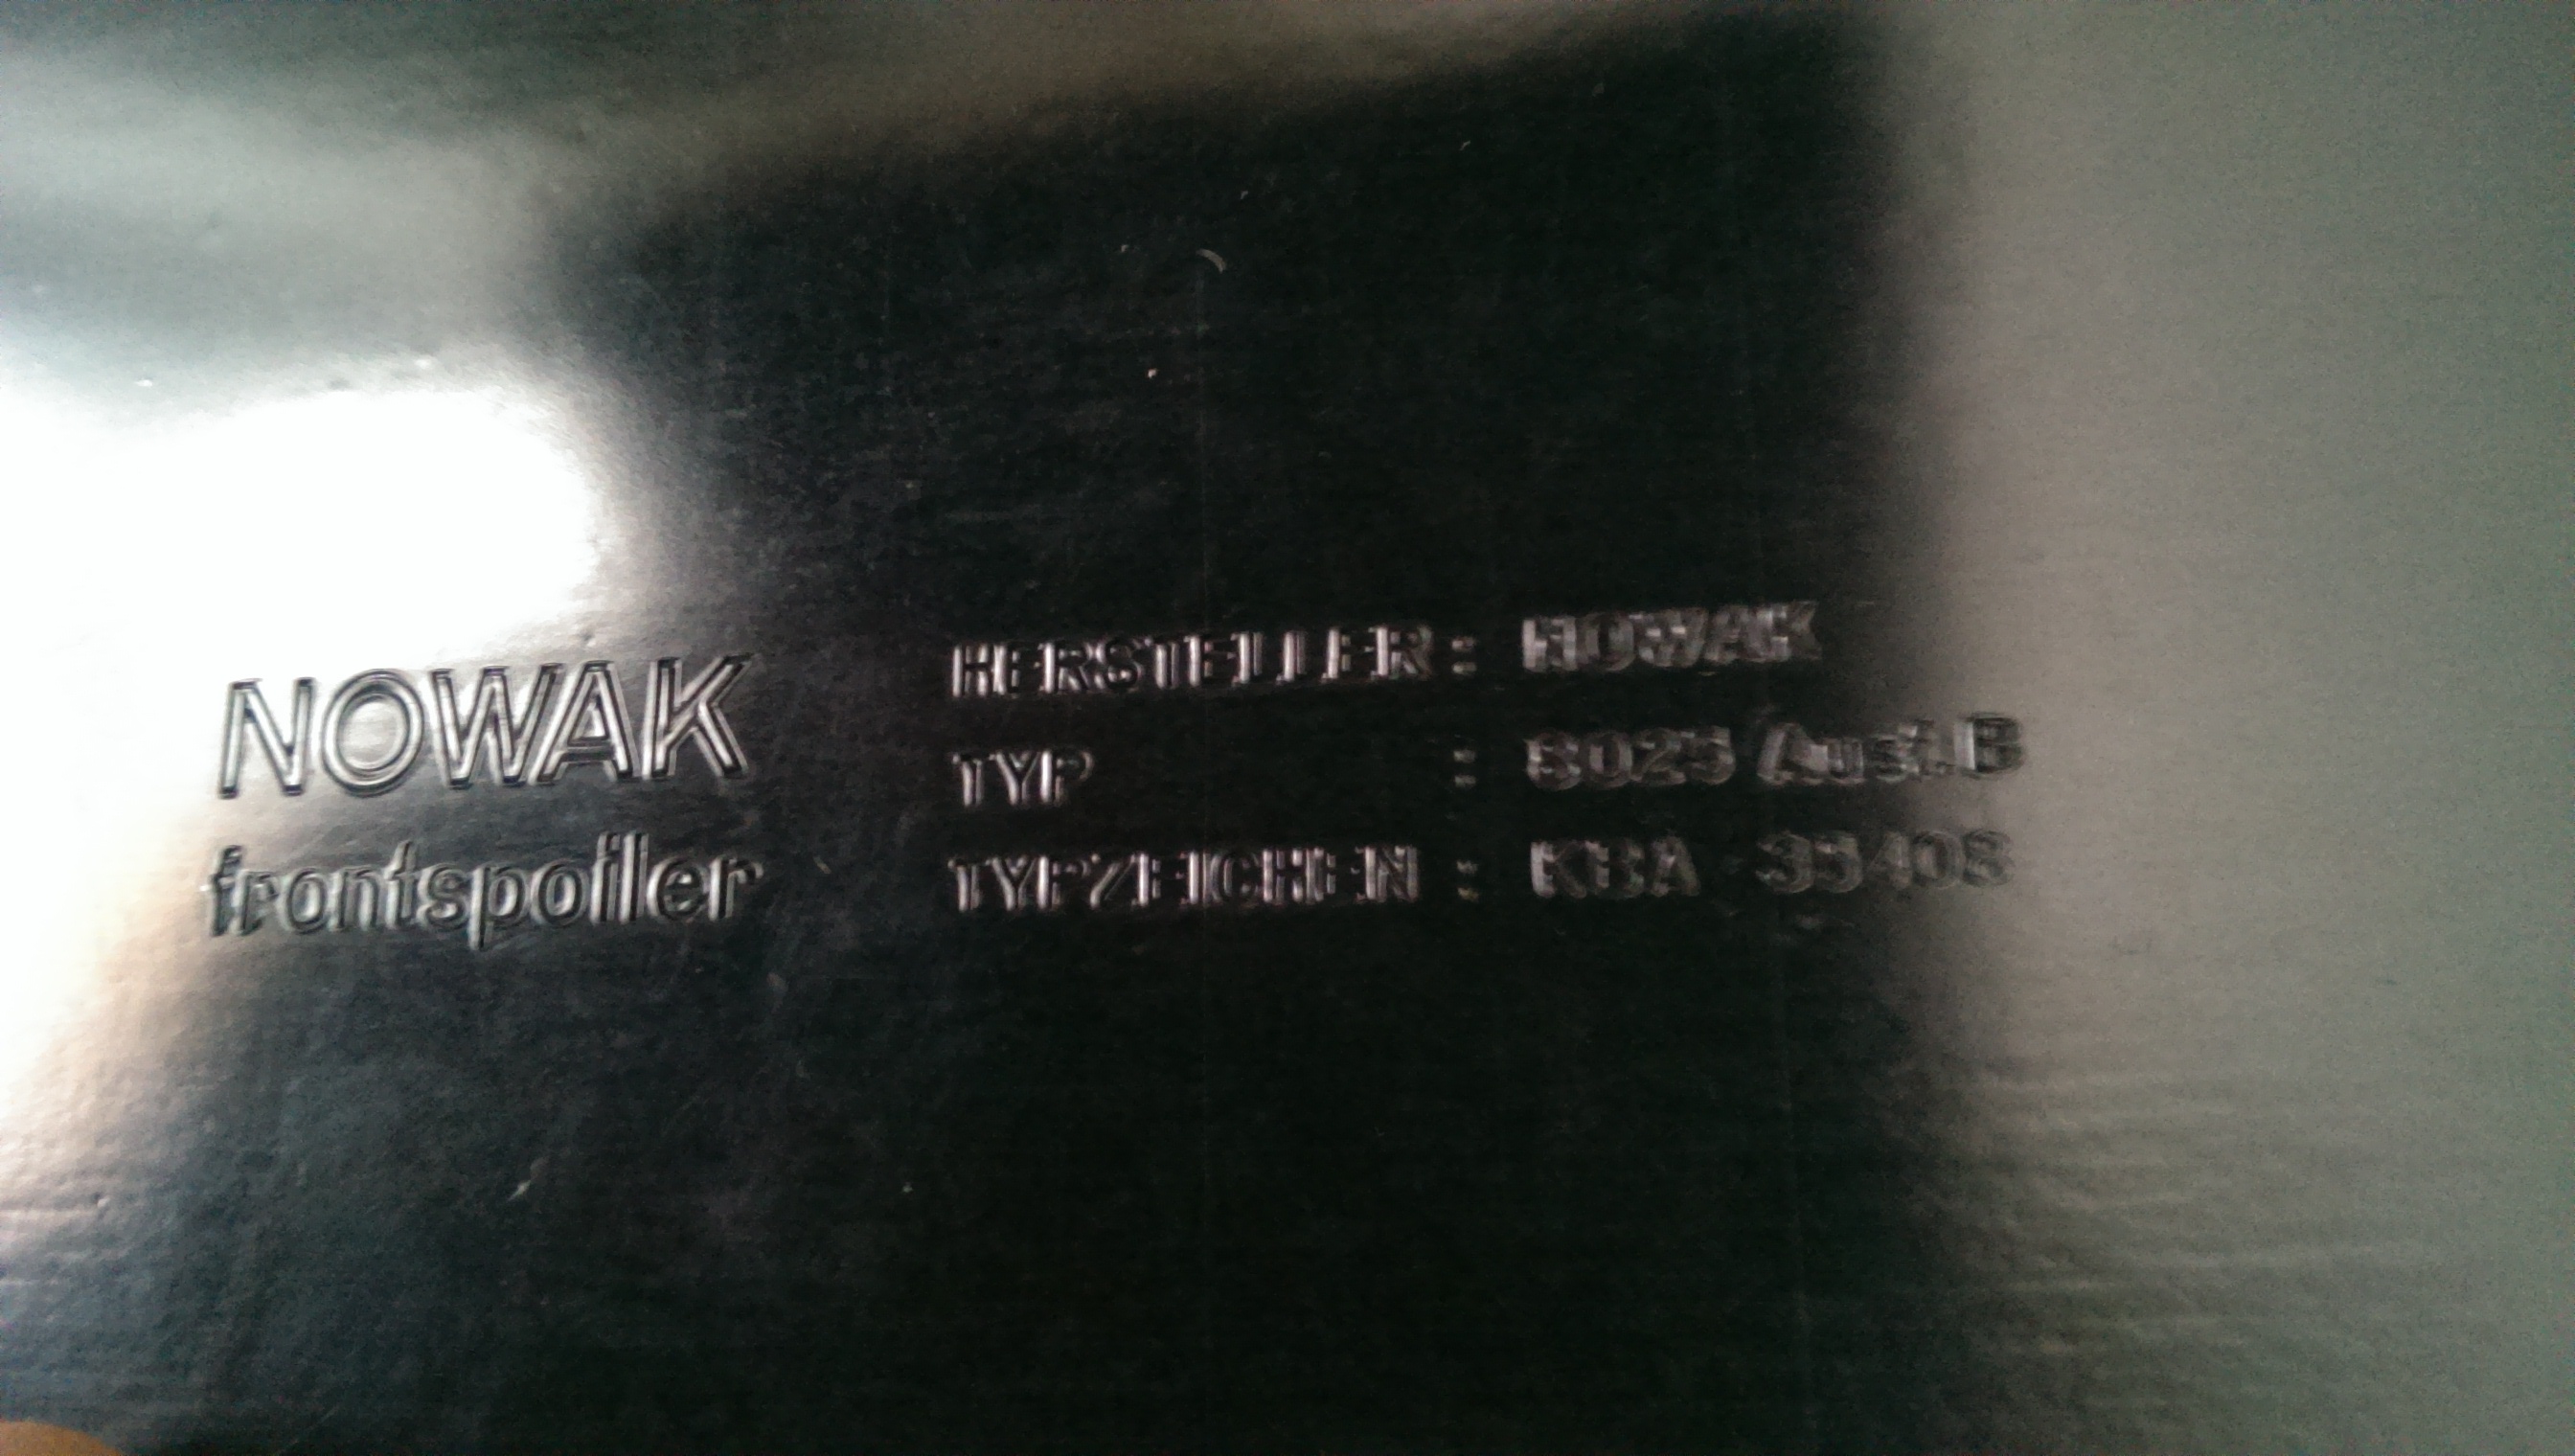 NOWAK
frontspoiler
HERSTELLER : NOWAK
TYP : 8025 Ausf. B
TYPZEICHEN : KBA 35408